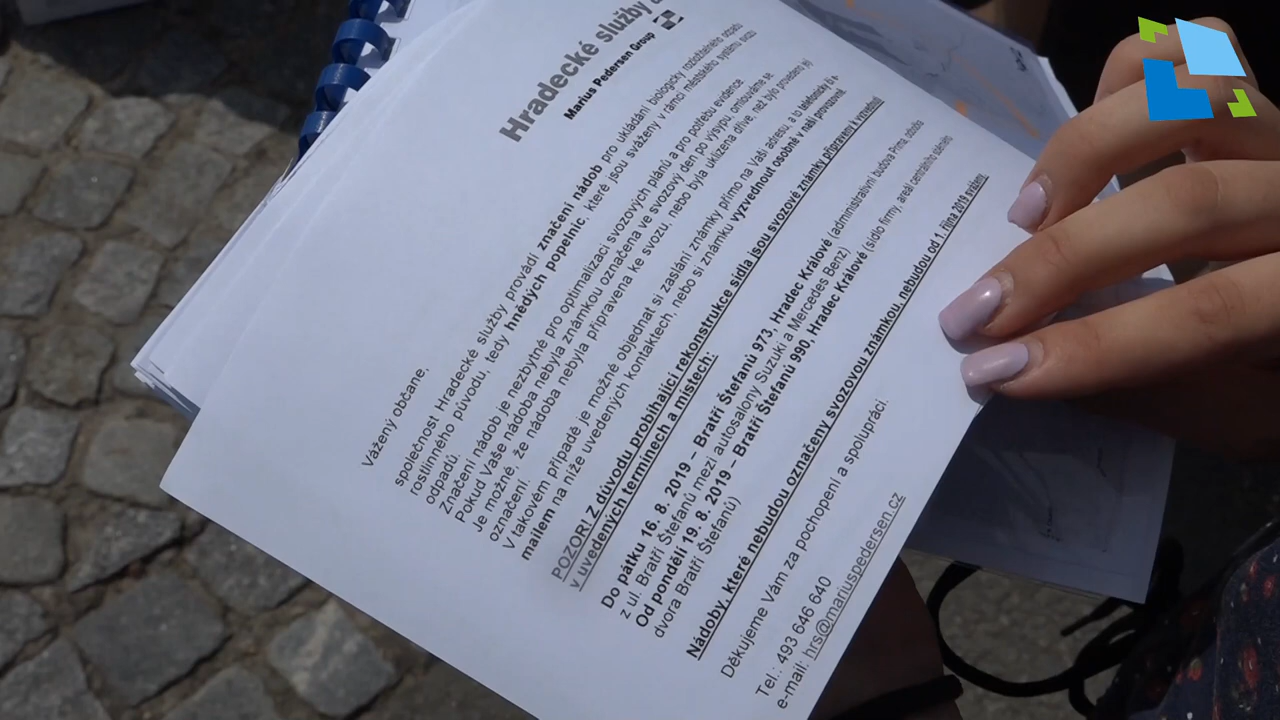 Hradecké služby
Marius Pedersen Group
Vážený občane,
společnost Hradecké služby provádí značení nádob pro ukládání biologicky rozložitelného odpadu
rostlinného původu, tedy hnědých popelnic, které jsou sváženy v rámci městského systému svozu
odpadů.
Značení nádob je nezbytné pro optimalizaci svozových plánů a pro potřebu evidence.
Pokud Vaše nádoba nebyla známkou označena ve svozový den po výsypu, omlouváme se.
Je možné, že nádoba nebyla připravena ke svozu, nebo byla uklizena dříve, než bylo provedeno její
označení.
V takovém případě je možné objednat si zaslání známky přímo na Vaši adresu, a to telefonicky či e-
mailem na níže uvedených kontaktech, nebo si známku vyzvednout osobně v naší provozovně.
POZOR! Z důvodu probíhající rekonstrukce sídla jsou svozové známky připraveny k vyzvednutí
v uvedených termínech a místech:
Do pátku 16. 8. 2019 – Bratří Štefanů 973, Hradec Králové (administrativní budova Prima, odbočka
z ul. Bratří Štefanů mezi autosalony Suzuki a Mercedes Benz)
Od pondělí 19. 8. 2019 – Bratří Štefanů 990, Hradec Králové (sídlo firmy, areál centrálního sběrného
dvora Bratří Štefanů)
Nádoby, které nebudou označeny svozovou známkou, nebudou od 1. října 2019 sváženy.
Děkujeme Vám za pochopení a spolupráci.
Tel.: 493 646 640
e-mail: hrs@mariuspedersen.cz